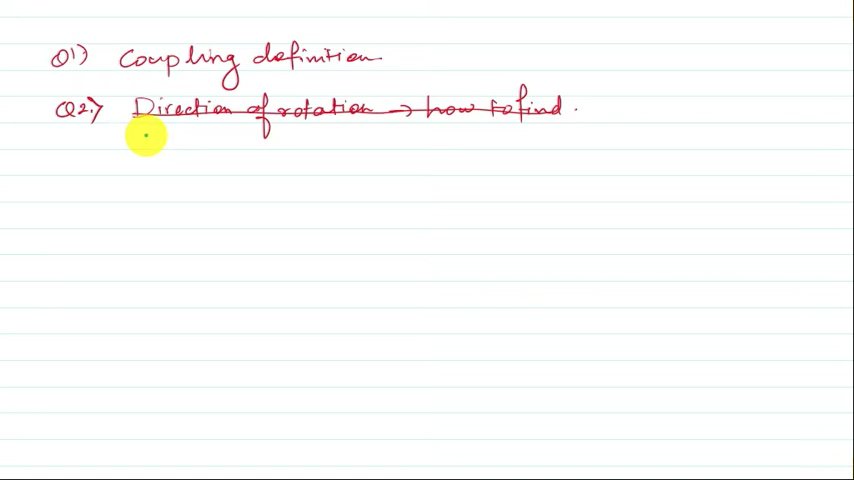 Q1) Coupling definition
Q2.) Direction of rotation → how to find.